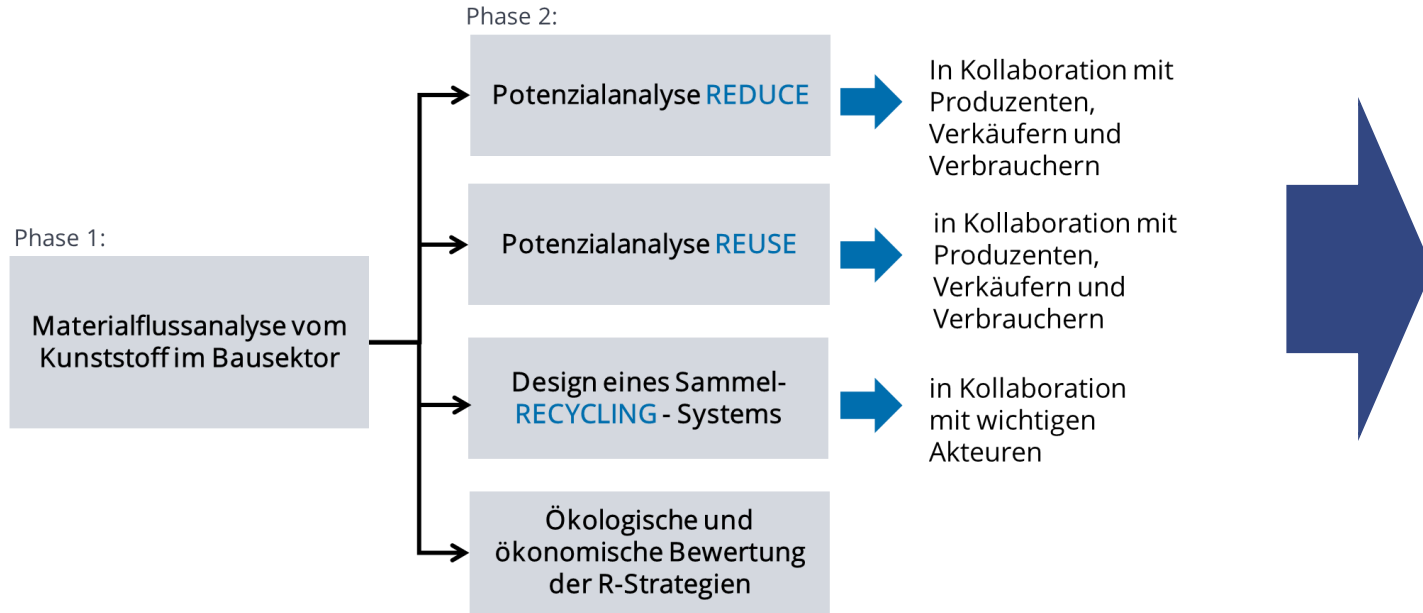 Phase 1:
Materialflussanalyse vom
Kunststoff im Bausektor
Phase 2:
Potenzialanalyse REDUCE
In Kollaboration mit
Produzenten,
Verkäufern und
Verbrauchern
Potenzialanalyse REUSE
in Kollaboration mit
Produzenten,
Verkäufern und
Verbrauchern
Design eines Sammel-
RECYCLING - Systems
in Kollaboration
mit wichtigen
Akteuren
Ökologische und
ökonomische Bewertung
der R-Strategien